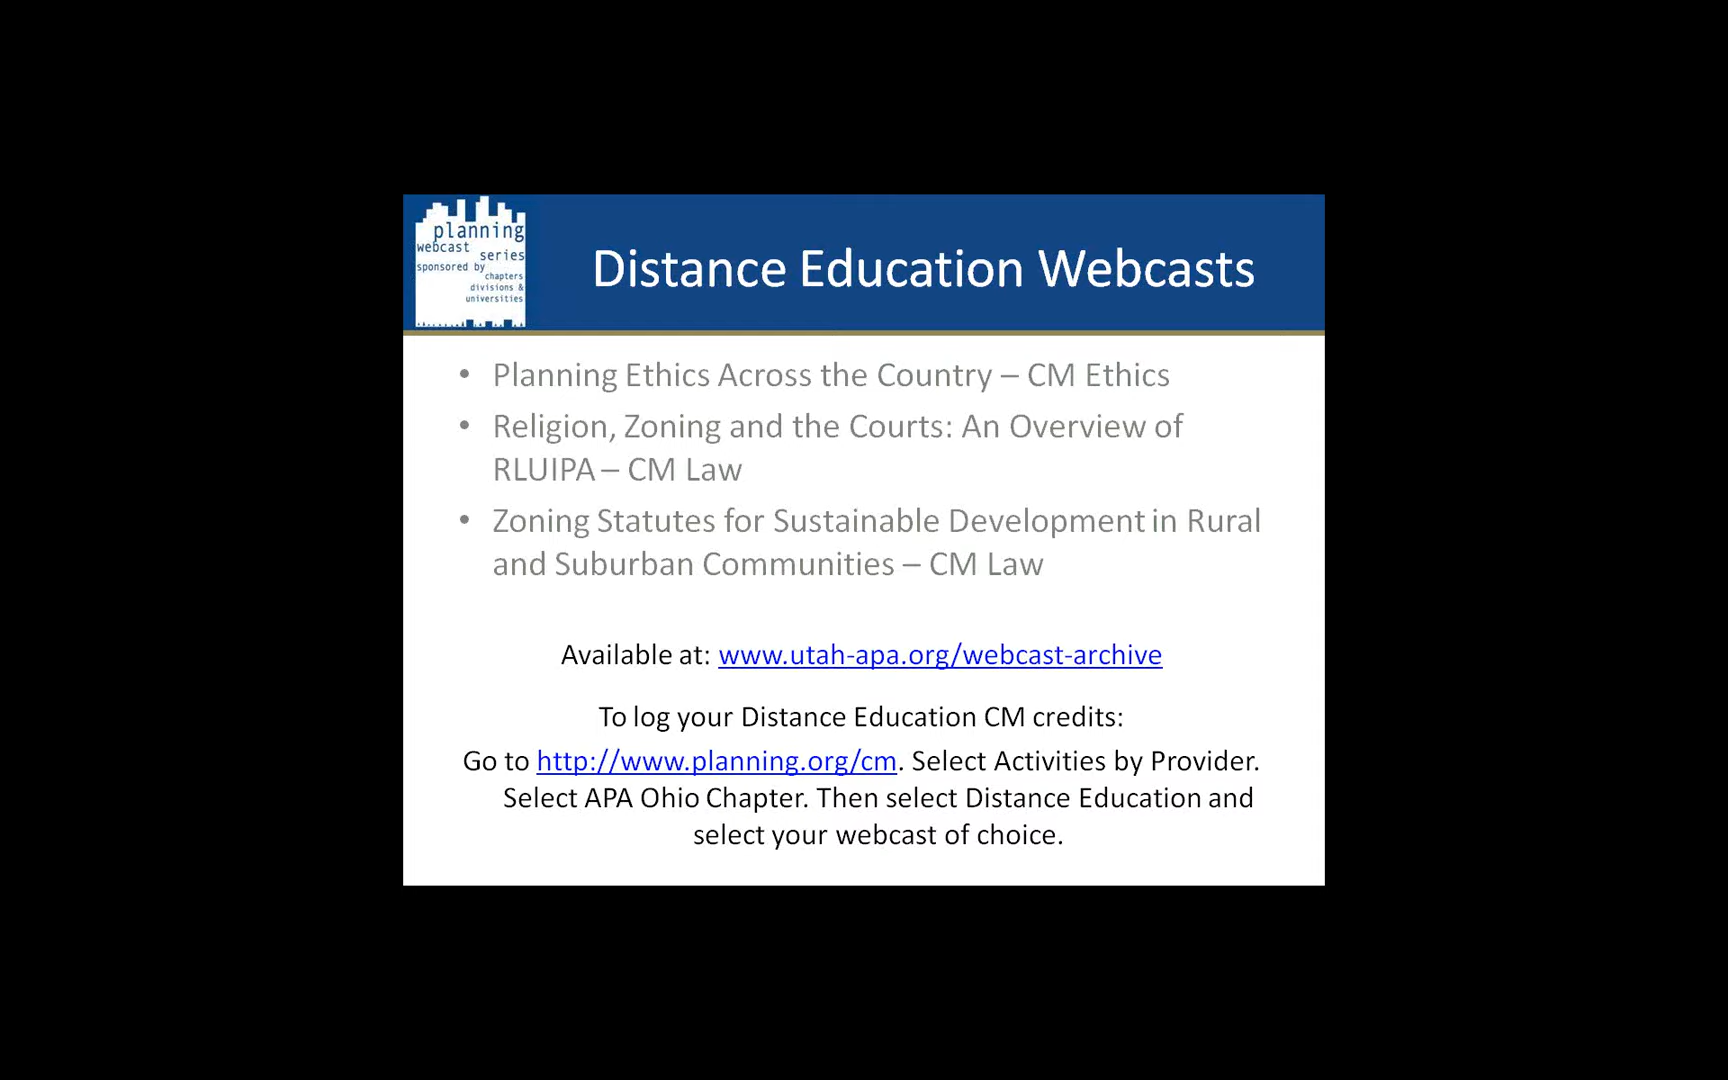 planning
webcast
series
sponsored by
chapters
divisions &
universities
Distance Education Webcasts
• Planning Ethics Across the Country – CM Ethics
• Religion, Zoning and the Courts: An Overview of
RLUIPA – CM Law
• Zoning Statutes for Sustainable Development in Rural
and Suburban Communities – CM Law
Available at: www.utah-apa.org/webcast-archive
To log your Distance Education CM credits:
Go to http://www.planning.org/cm. Select Activities by Provider.
Select APA Ohio Chapter. Then select Distance Education and
select your webcast of choice.